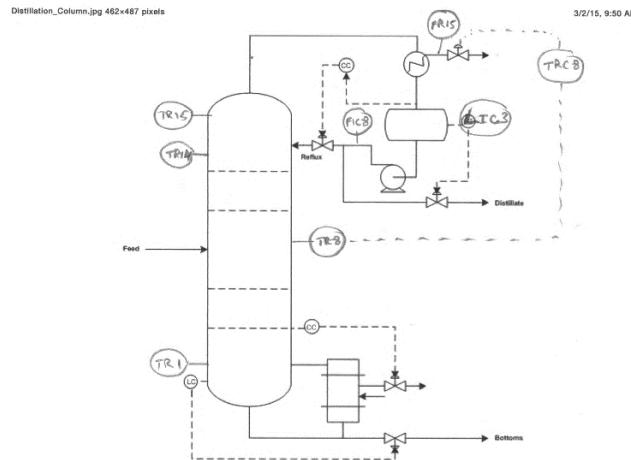 Distillation_Column.jpg 462×487 pixels
3/2/15, 9:50 A
PR15
TRC8
CC
TR15
FIC8
LIC3
Reflux
TR14
Distillate
Feed
TR8
CC
TR1
LC
Bottoms